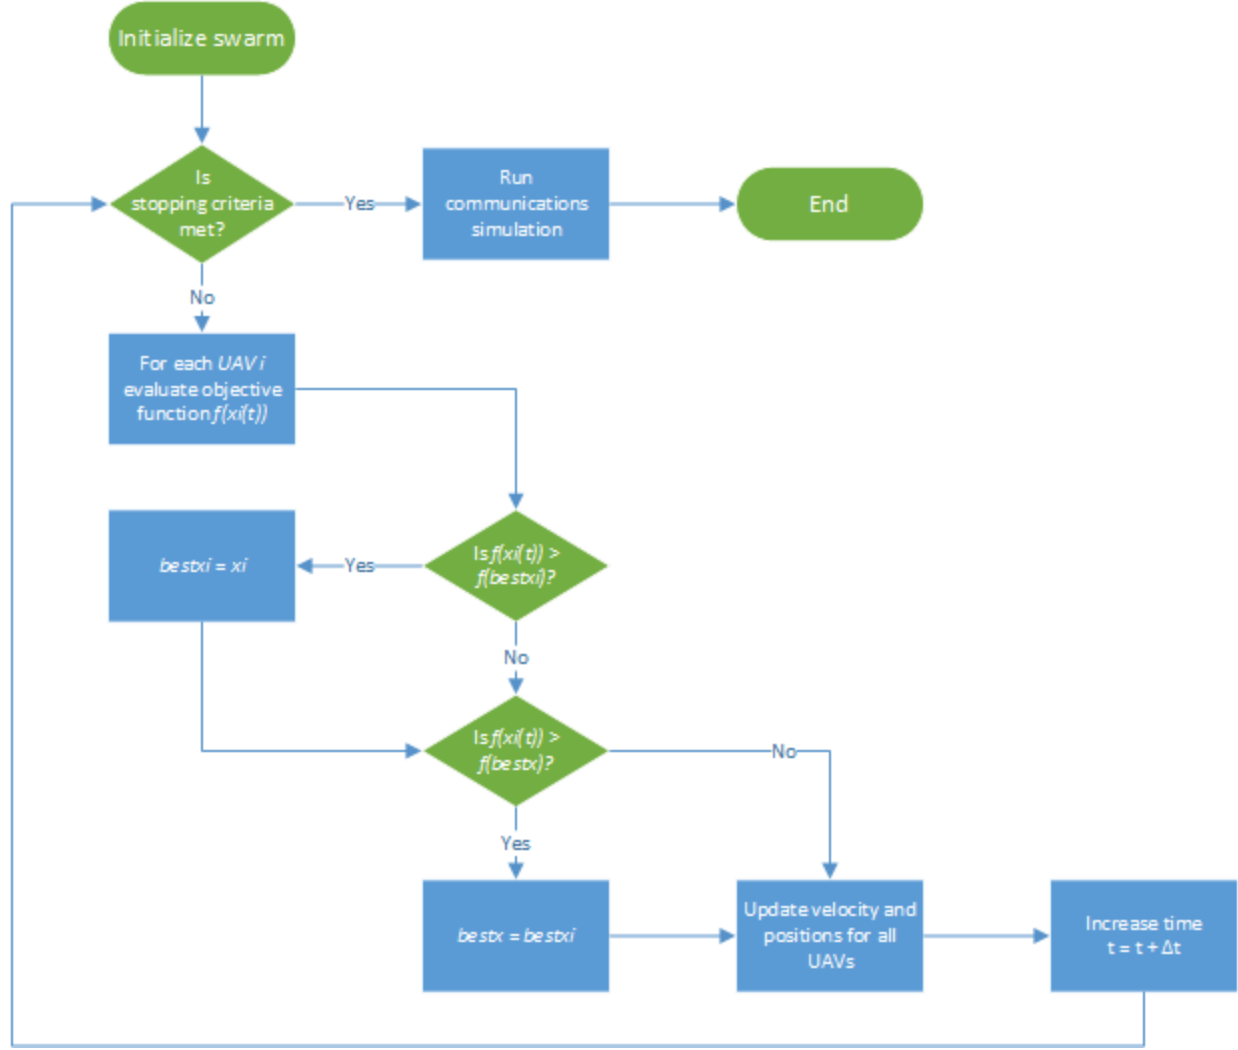 Initialize swarm
Is
stopping criteria
met?
Yes
Run
communications
simulation
End
No
For each UAV i
evaluate objective
function f(xi(t))
Is f(xi(t)) >
f(bestxi)?
Yes
bestxi = xi
No
Is f(xi(t)) >
f(bestx)?
No
Yes
bestx = bestxi
Update velocity and
positions for all
UAVs
Increase time
t = t + Δt